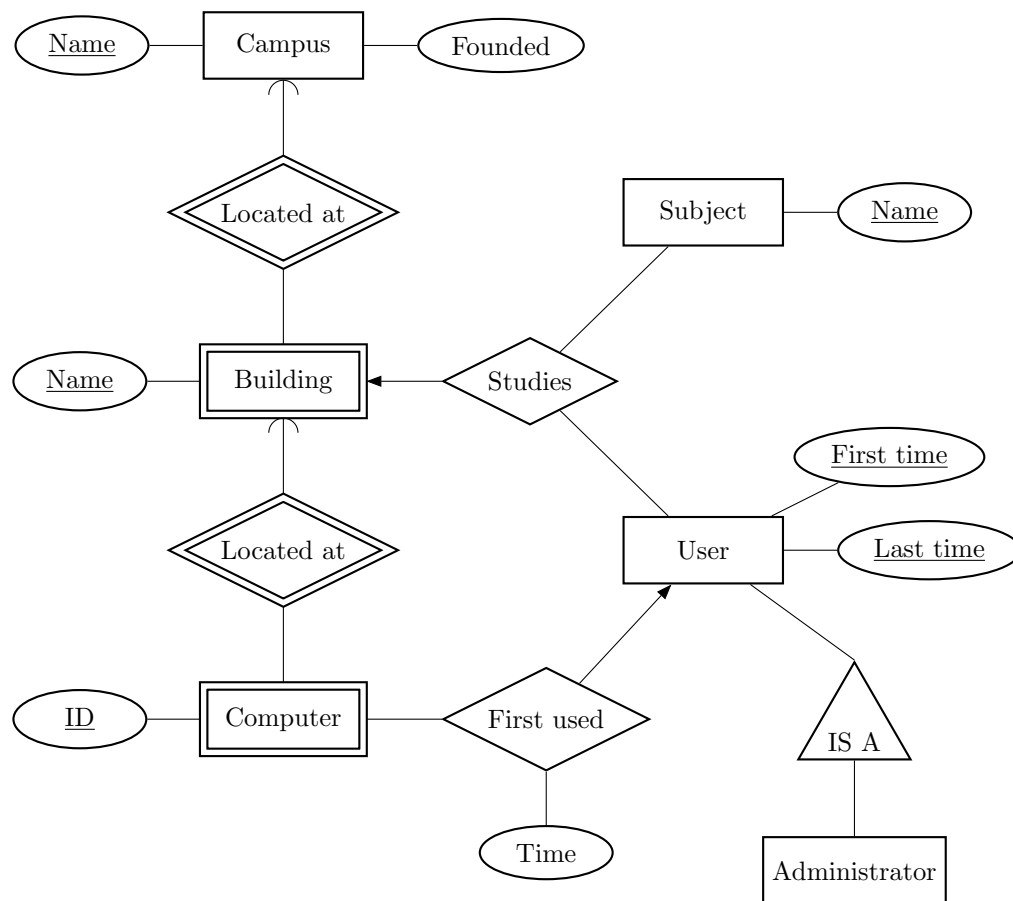 Name
Campus
Founded
Located at
Subject
Name
Name
Building
Studies
First time
Located at
User
Last time
ID
Computer
First used
IS A
Time
Administrator